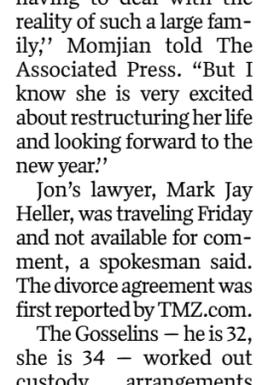 having to deal with the
reality of such a large fam-
ily,’’ Momjian told The
Associated Press. “But I
know she is very excited
about restructuring her life
and looking forward to the
new year.’’
Jon’s lawyer, Mark Jay
Heller, was traveling Friday
and not available for com-
ment, a spokesman said.
The divorce agreement was
first reported by TMZ.com.
The Gosselins — he is 32,
she is 34 — worked out
custody arrangements